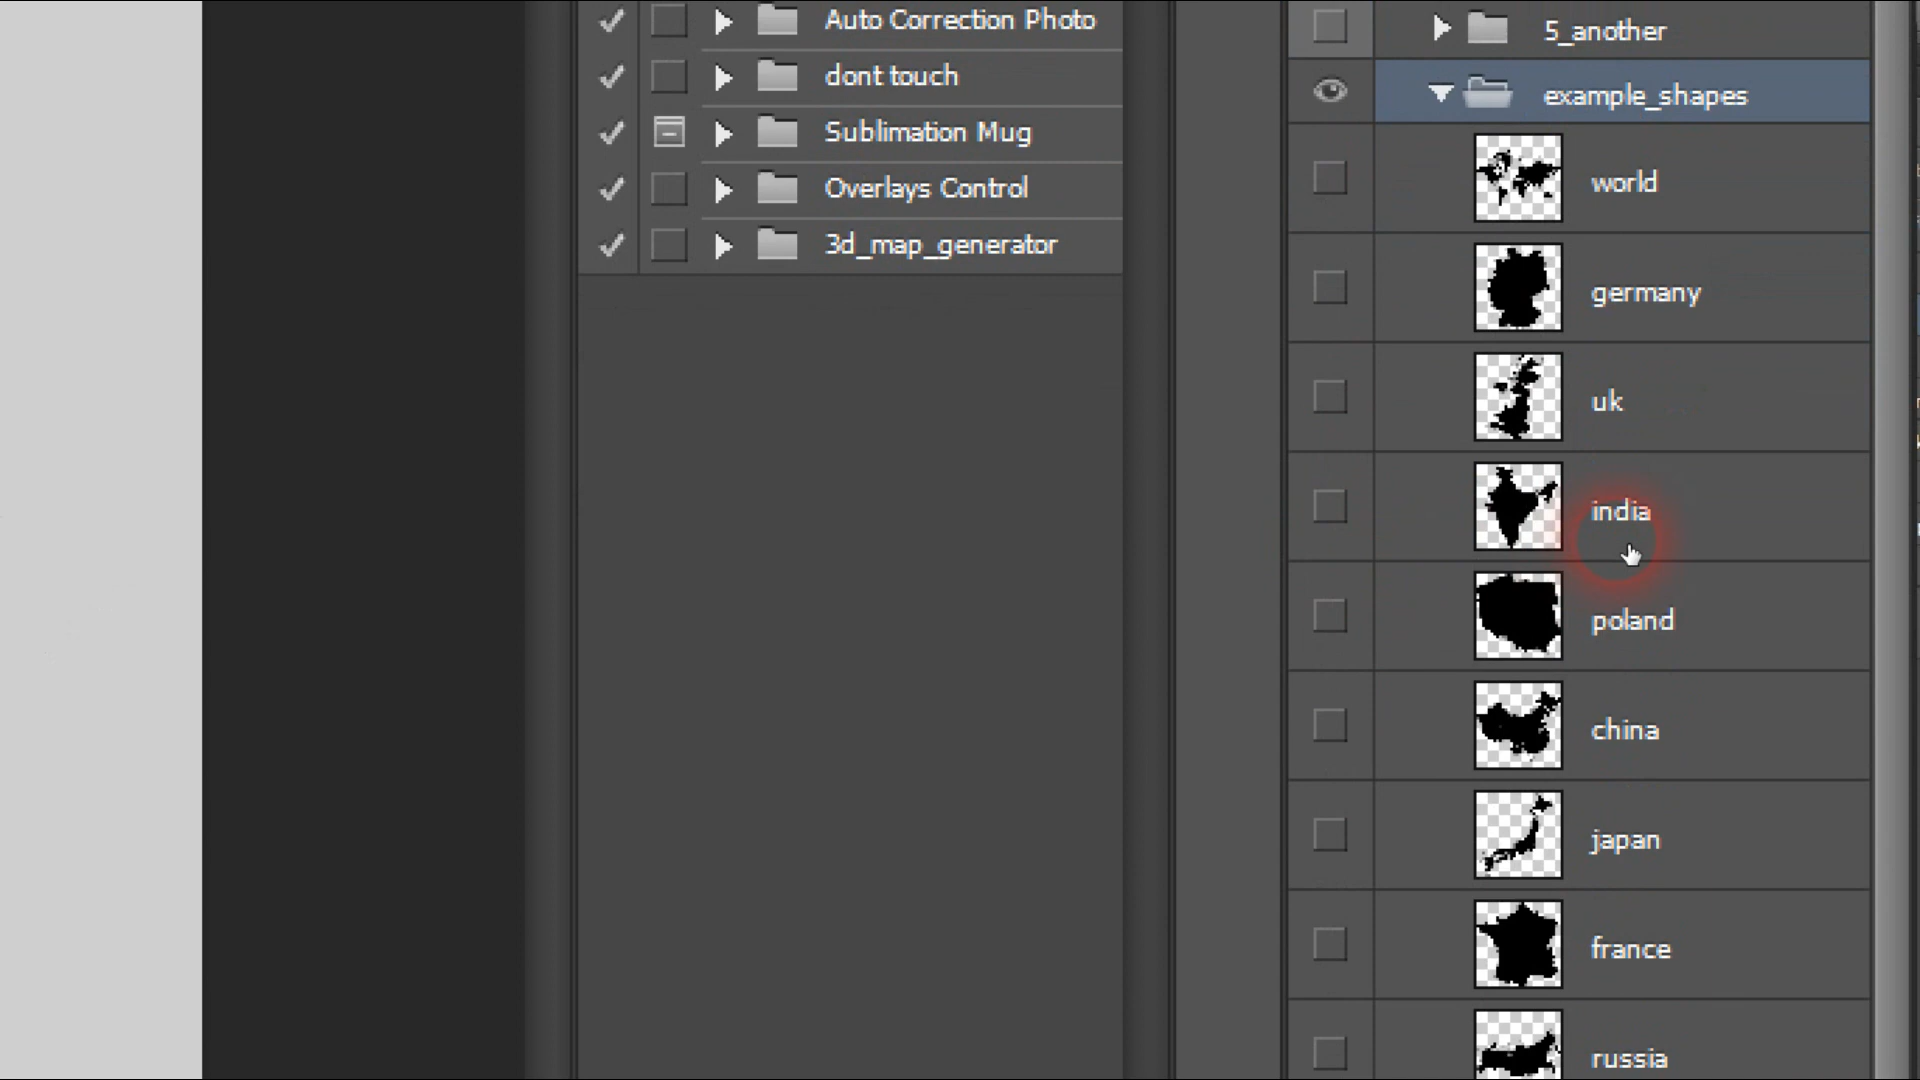 Auto Correction Photo
dont touch
Sublimation Mug
Overlays Control
3d_map_generator
5_another
example_shapes
world
germany
uk
india
poland
china
japan
france
russia